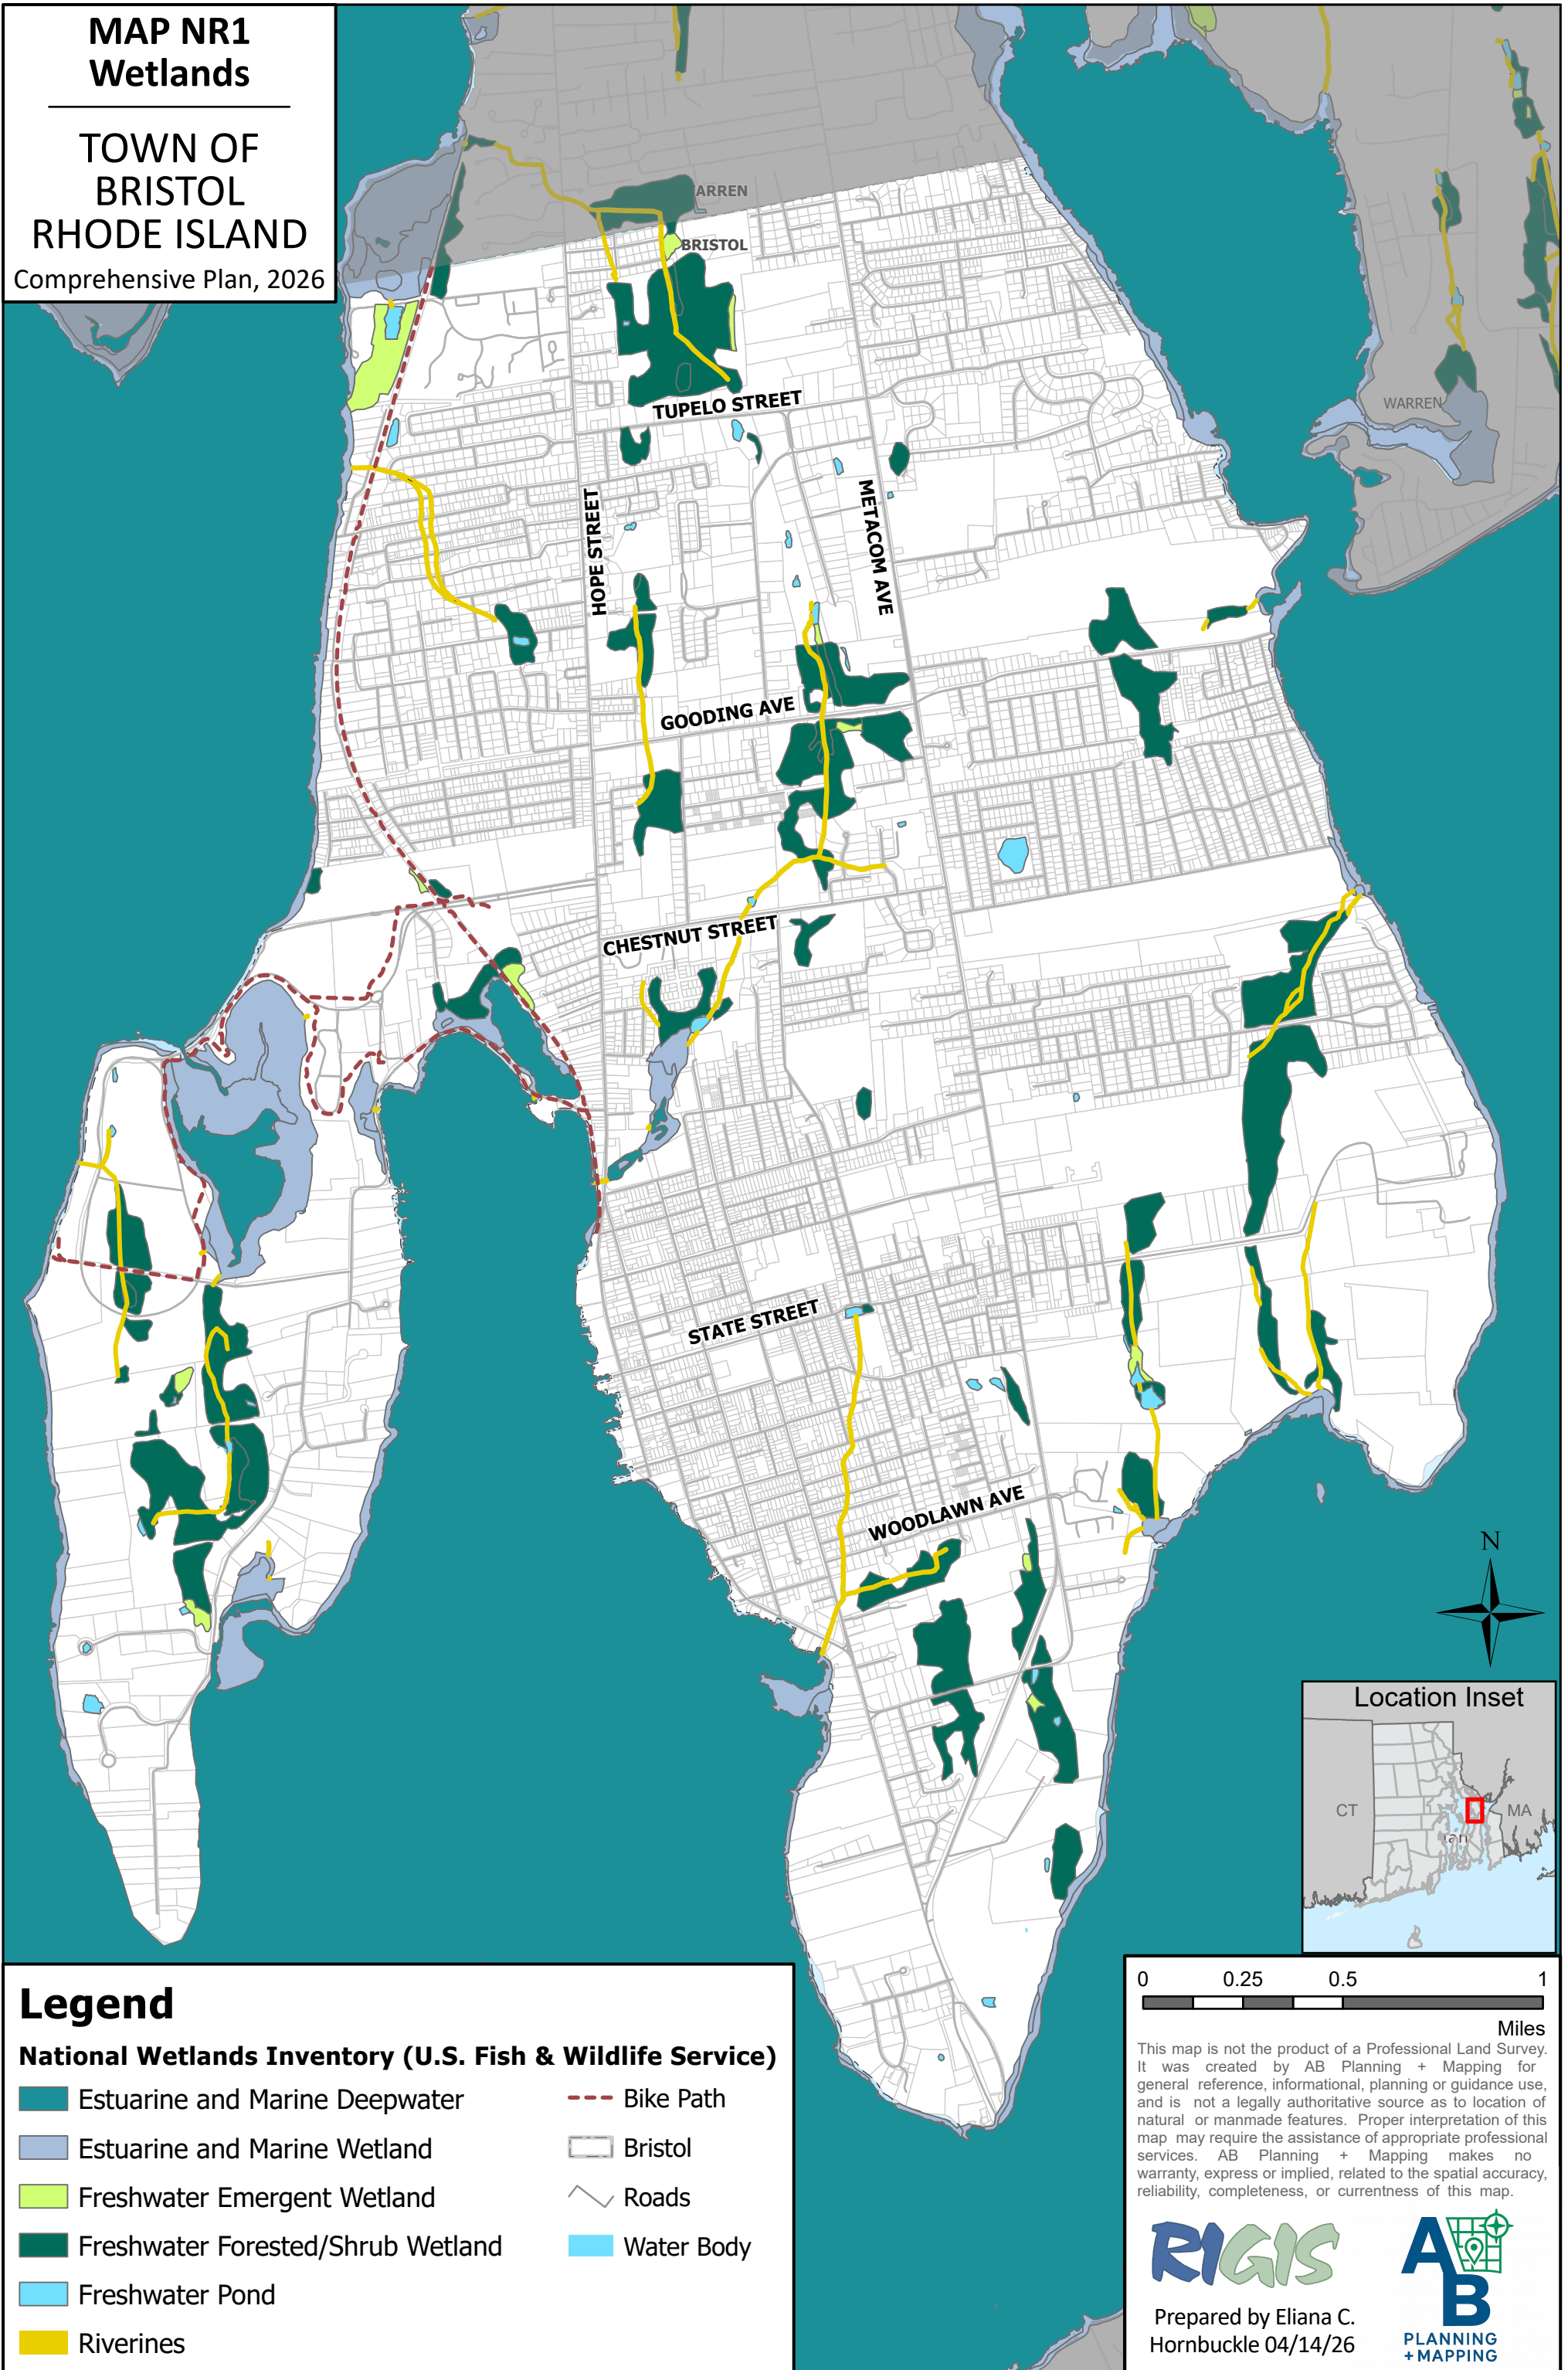 MAP NR1
Wetlands
TOWN OF
BRISTOL
RHODE ISLAND
Comprehensive Plan, 2026
ARREN
BRISTOL
TUPELO STREET
WARREN
HOPE STREET
METACOM AVE
GOODING AVE
CHESTNUT STREET
STATE STREET
WOODLAWN AVE
N
Location Inset
CT
MA
Legend
National Wetlands Inventory (U.S. Fish & Wildlife Service)
Estuarine and Marine Deepwater
Estuarine and Marine Wetland
Freshwater Emergent Wetland
Freshwater Forested/Shrub Wetland
Freshwater Pond
Riverines
Bike Path
Bristol
Roads
Water Body
0 0.25 0.5 1
Miles
This map is not the product of a Professional Land Survey.
It was created by AB Planning + Mapping for
general reference, informational, planning or guidance use,
and is not a legally authoritative source as to location of
natural or manmade features. Proper interpretation of this
map may require the assistance of appropriate professional
services. AB Planning + Mapping makes no
warranty, express or implied, related to the spatial accuracy,
reliability, completeness, or currentness of this map.
RIGIS
Prepared by Eliana C.
Hornbuckle 04/14/26
AB
PLANNING
+MAPPING